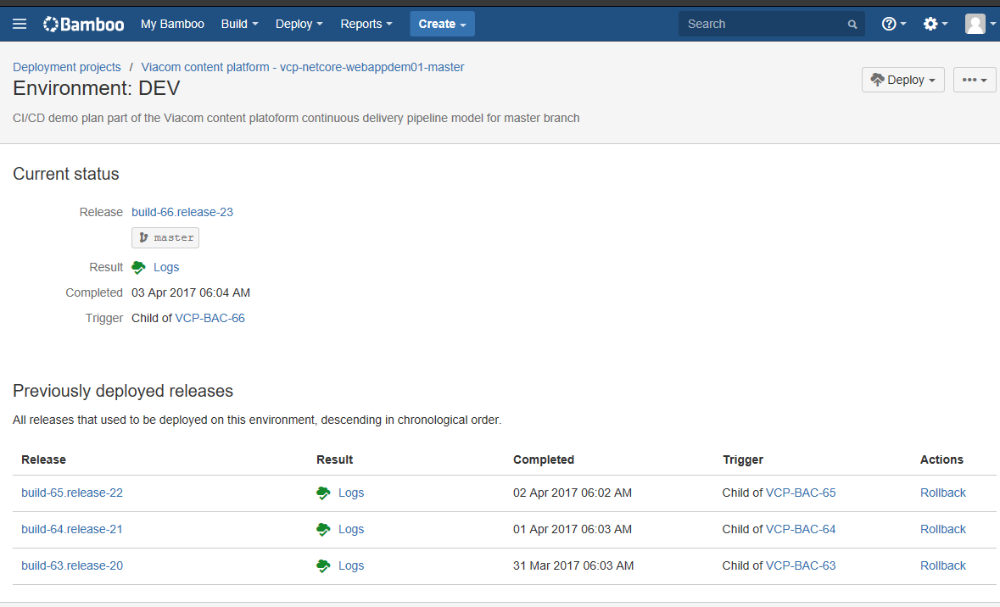 Bamboo My Bamboo Build Deploy Reports Create Search
Deployment projects / Viacom content platform - vcp-netcore-webappdem01-master
Environment: DEV
Deploy
CI/CD demo plan part of the Viacom content platoform continuous delivery pipeline model for master branch
Current status
Release build-66.release-23
master
Result Logs
Completed 03 Apr 2017 06:04 AM
Trigger Child of VCP-BAC-66
Previously deployed releases
All releases that used to be deployed on this environment, descending in chronological order.
Release Result Completed Trigger Actions
build-65.release-22 Logs 02 Apr 2017 06:02 AM Child of VCP-BAC-65 Rollback
build-64.release-21 Logs 01 Apr 2017 06:03 AM Child of VCP-BAC-64 Rollback
build-63.release-20 Logs 31 Mar 2017 06:03 AM Child of VCP-BAC-63 Rollback